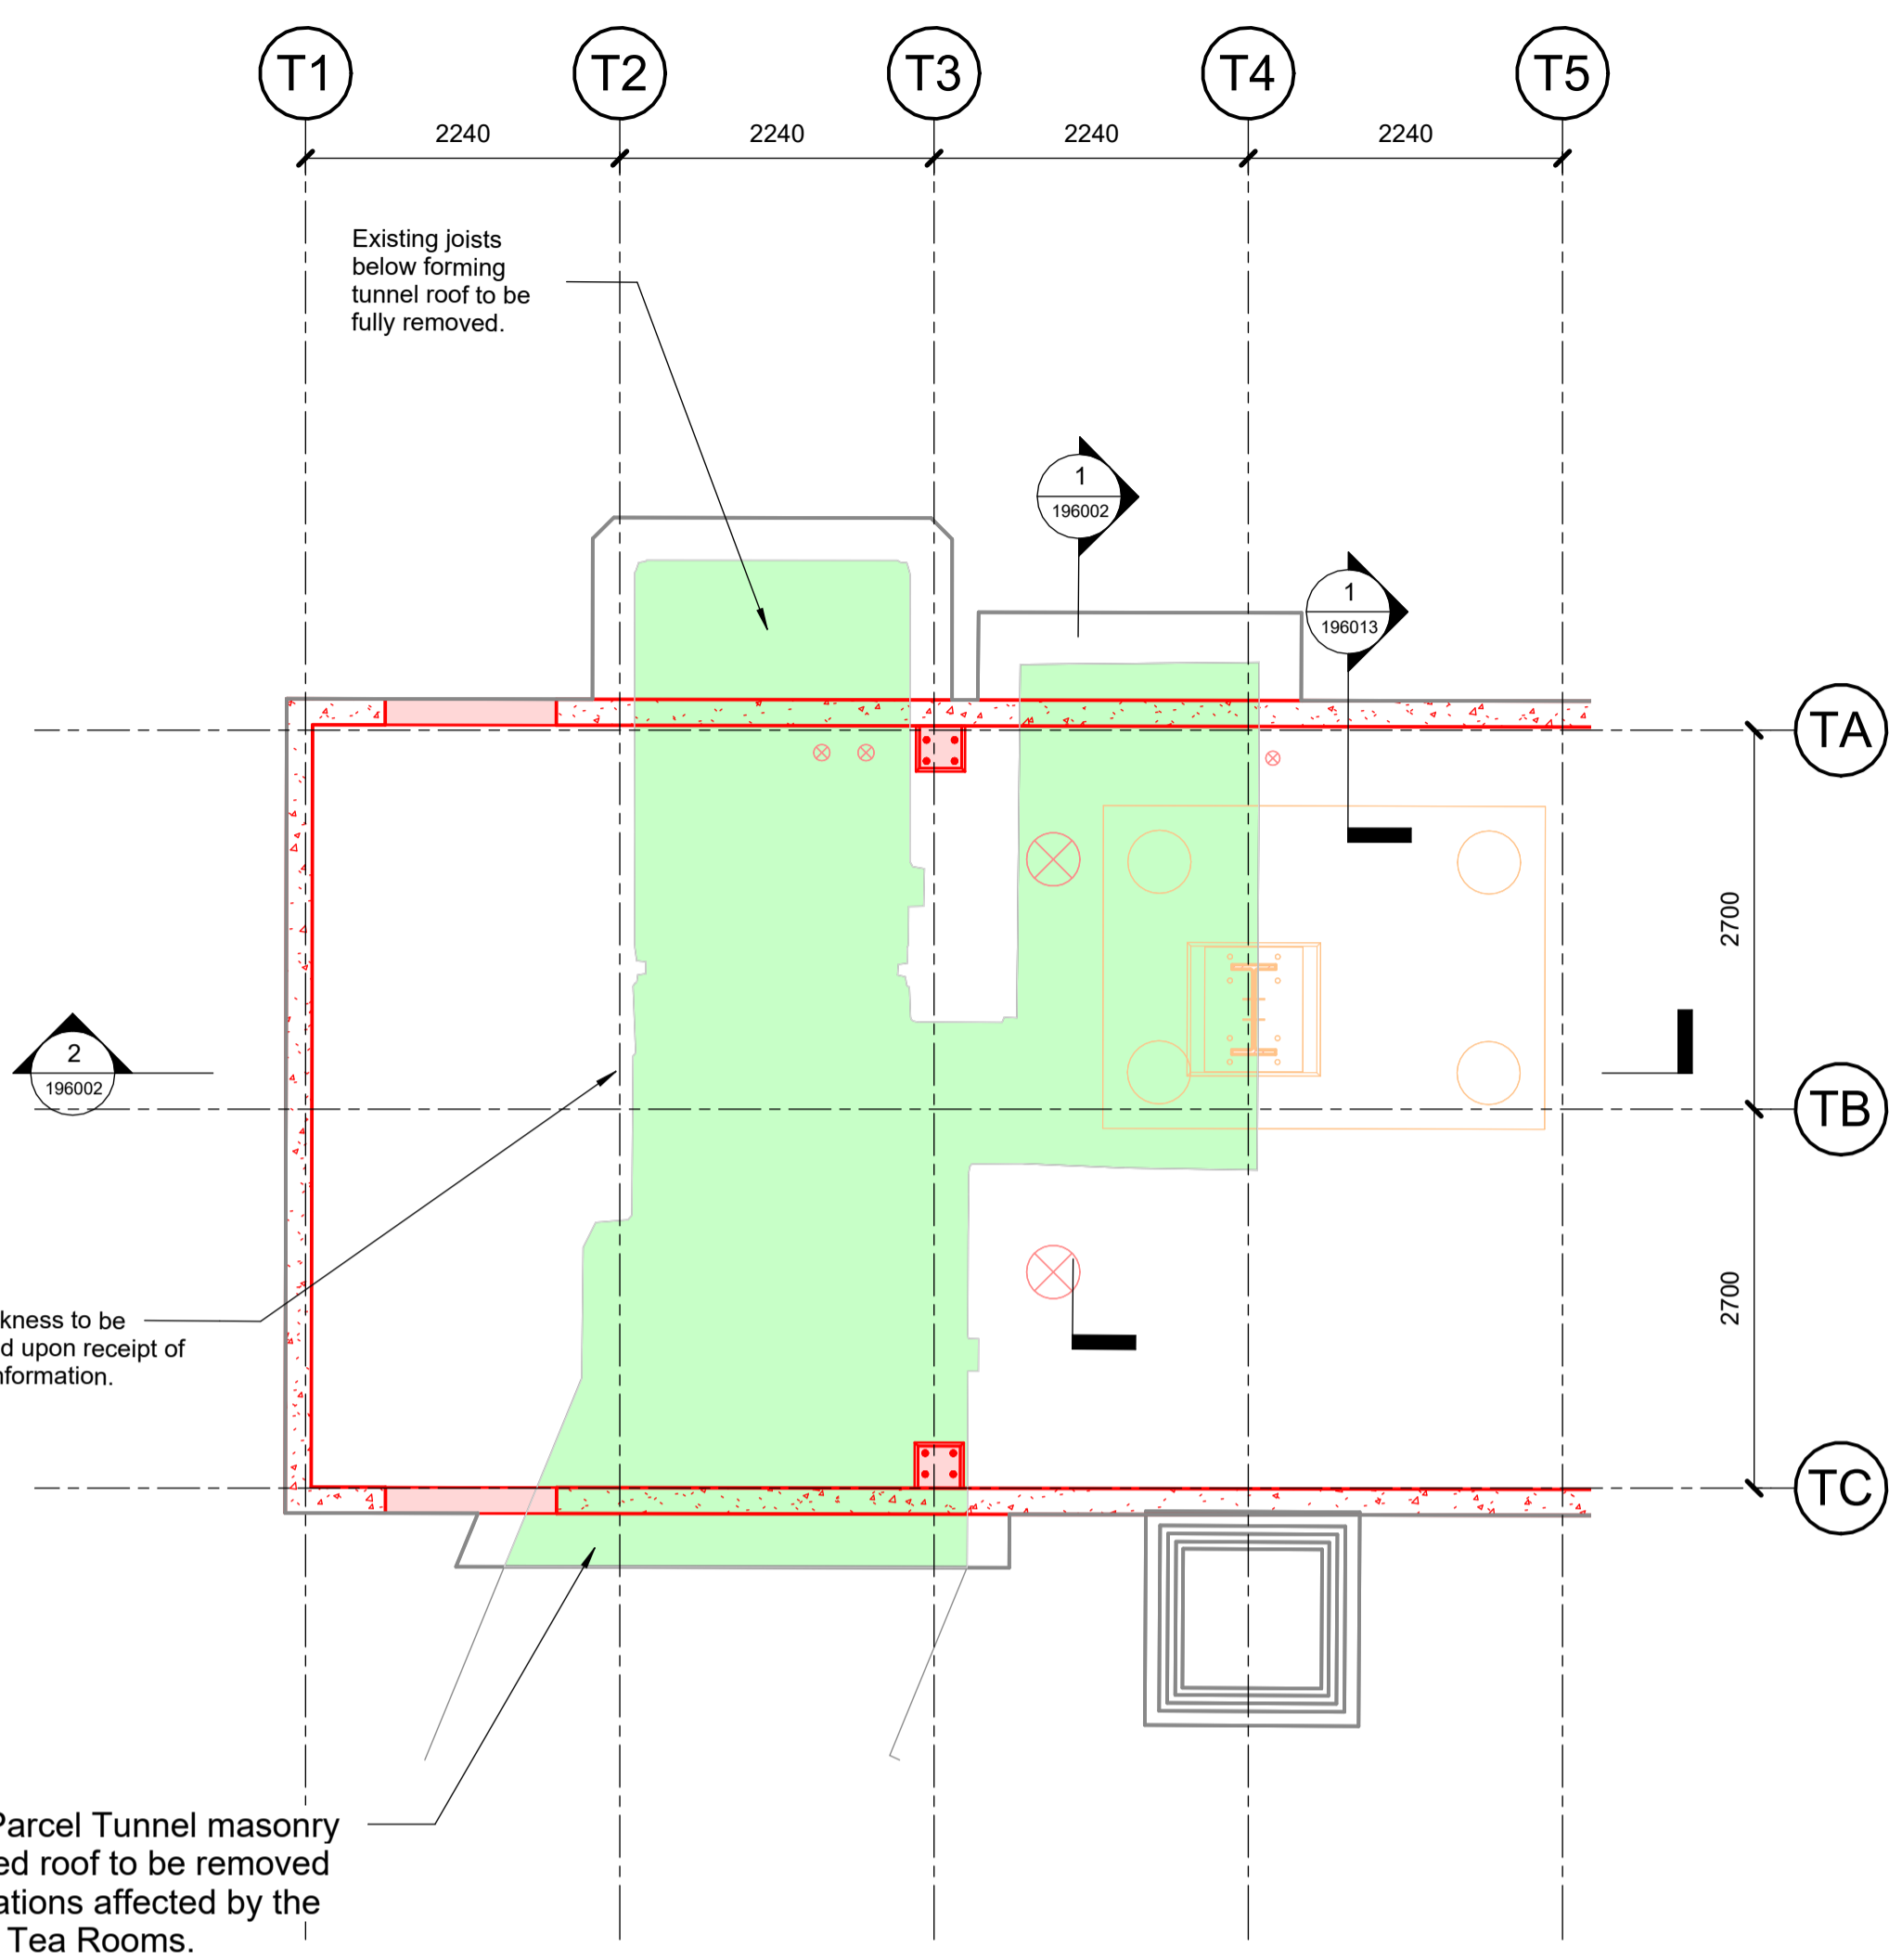 T1 T2 T3 T4 T5
2240 2240 2240 2240
Existing joists
below forming
tunnel roof to be
fully removed.
1
196002
1
196013
TA
2700
2
196002
TB
2700
kness to be
d upon receipt of
nformation.
TC
Parcel Tunnel masonry
ed roof to be removed
ations affected by the
Tea Rooms.